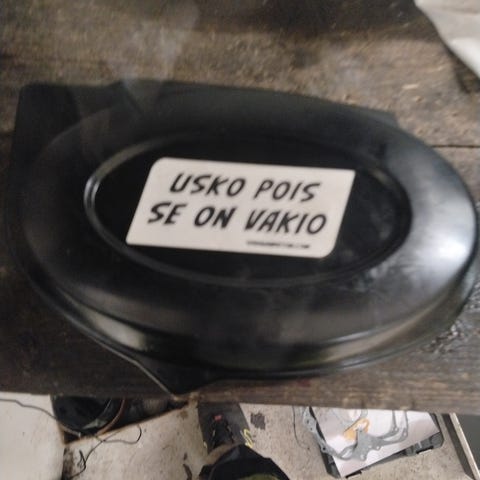 USKO POIS
SE ON VAKIO